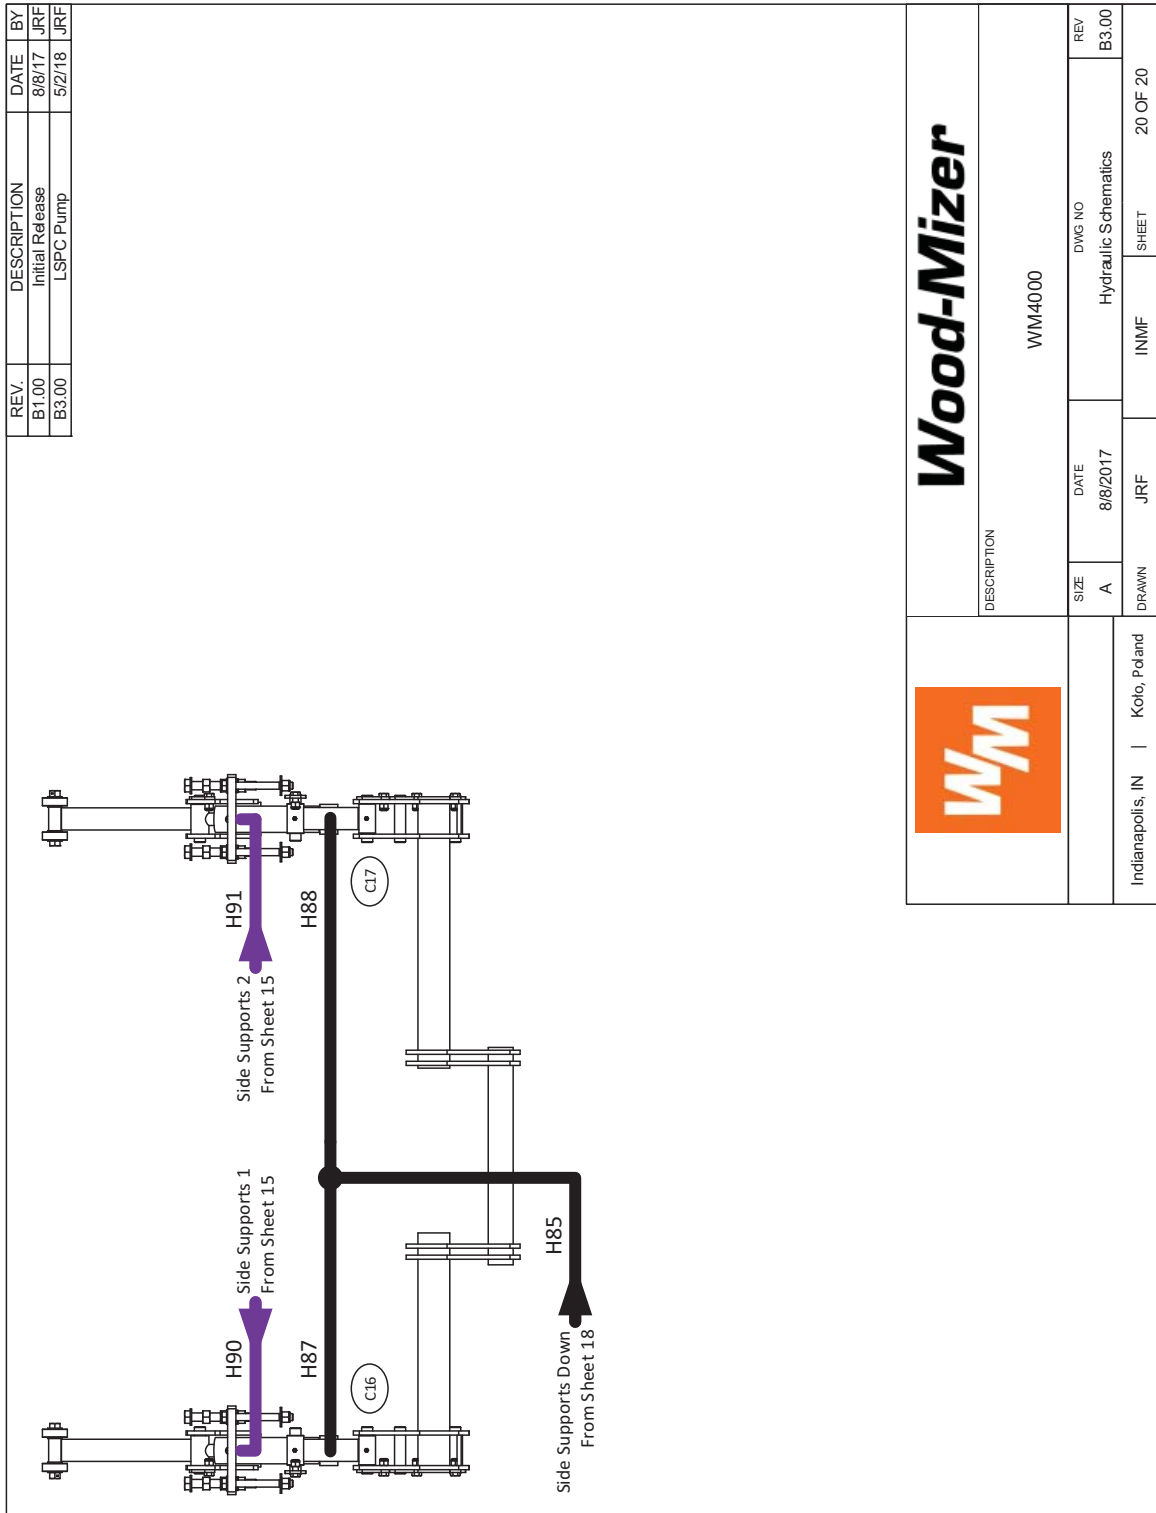 REV. DESCRIPTION DATE BY
B1.00 Initial Release 8/8/17 JRF
B3.00 LSPC Pump 5/2/18 JRF
H90
Side Supports 1
From Sheet 15
Side Supports 2
From Sheet 15
H91
H87
H88
C16
C17
Side Supports Down
From Sheet 18
H85
WM
Wood-Mizer
DESCRIPTION
WM4000
SIZE DATE DWG NO REV
A 8/8/2017 Hydraulic Schematics B3.00
Indianapolis, IN | Koło, Poland
DRAWN JRF INMF SHEET 20 OF 20